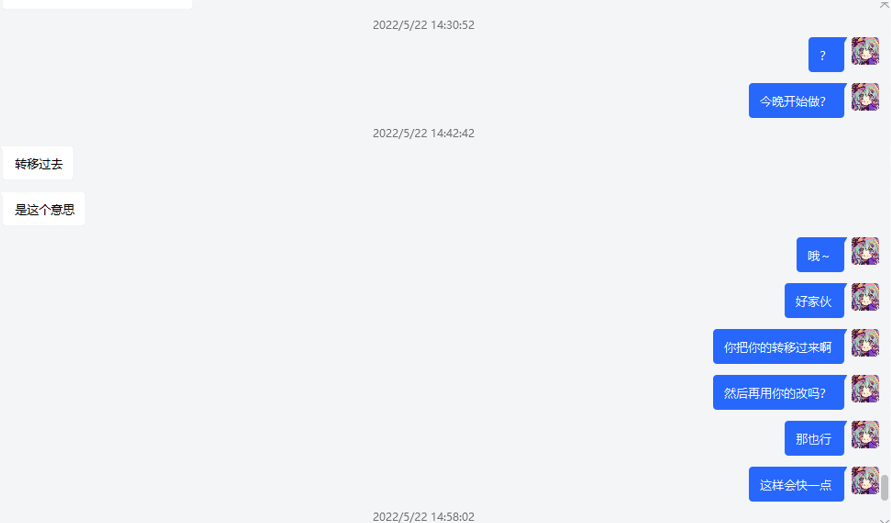 2022/5/22 14:30:52
？
今晚开始做?
2022/5/22 14:42:42
转移过去
是这个意思
哦~
好家伙
你把你的转移过来啊
然后再用你的改吗?
那也行
这样会快一点
2022/5/22 14:58:02